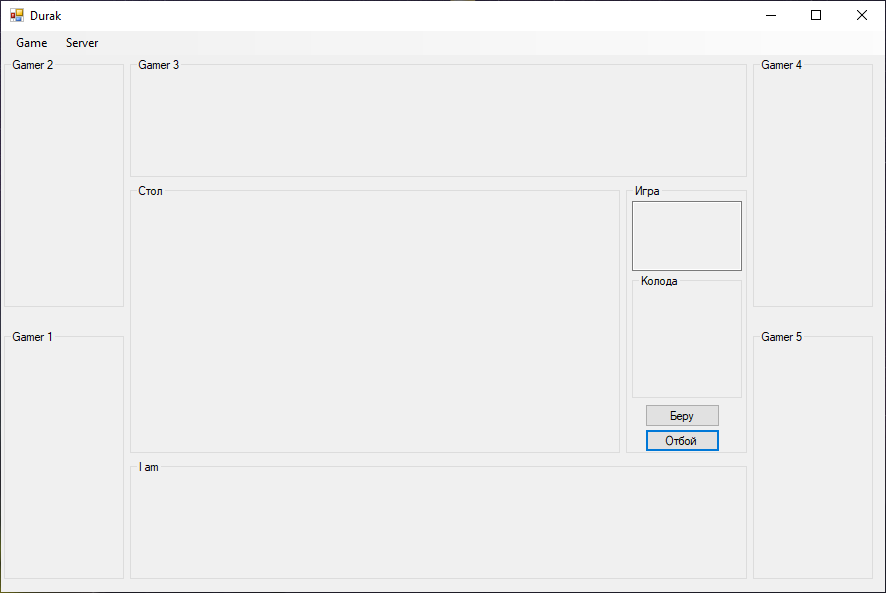 Durak
Game Server
Gamer 2
Gamer 3
Gamer 4
Стол
Игра
Колода
Gamer 1
Gamer 5
Беру
Отбой
I am